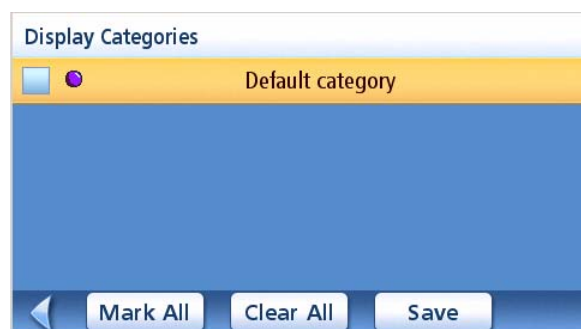 Display Categories
Default category
Mark All Clear All Save